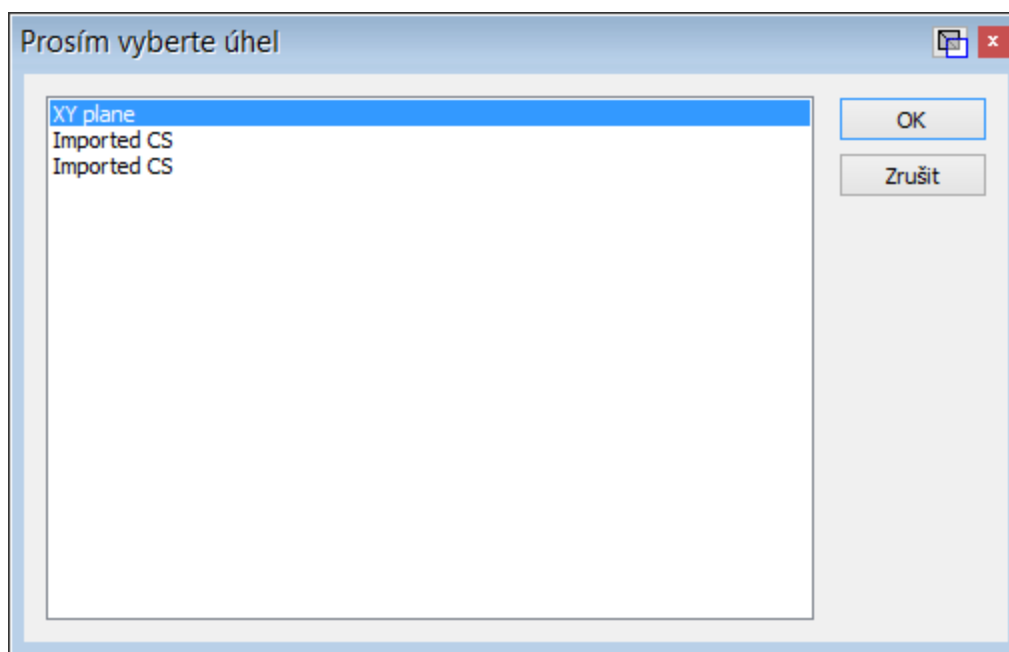 Prosím vyberte úhel
XY plane
Imported CS
Imported CS
OK
Zrušit